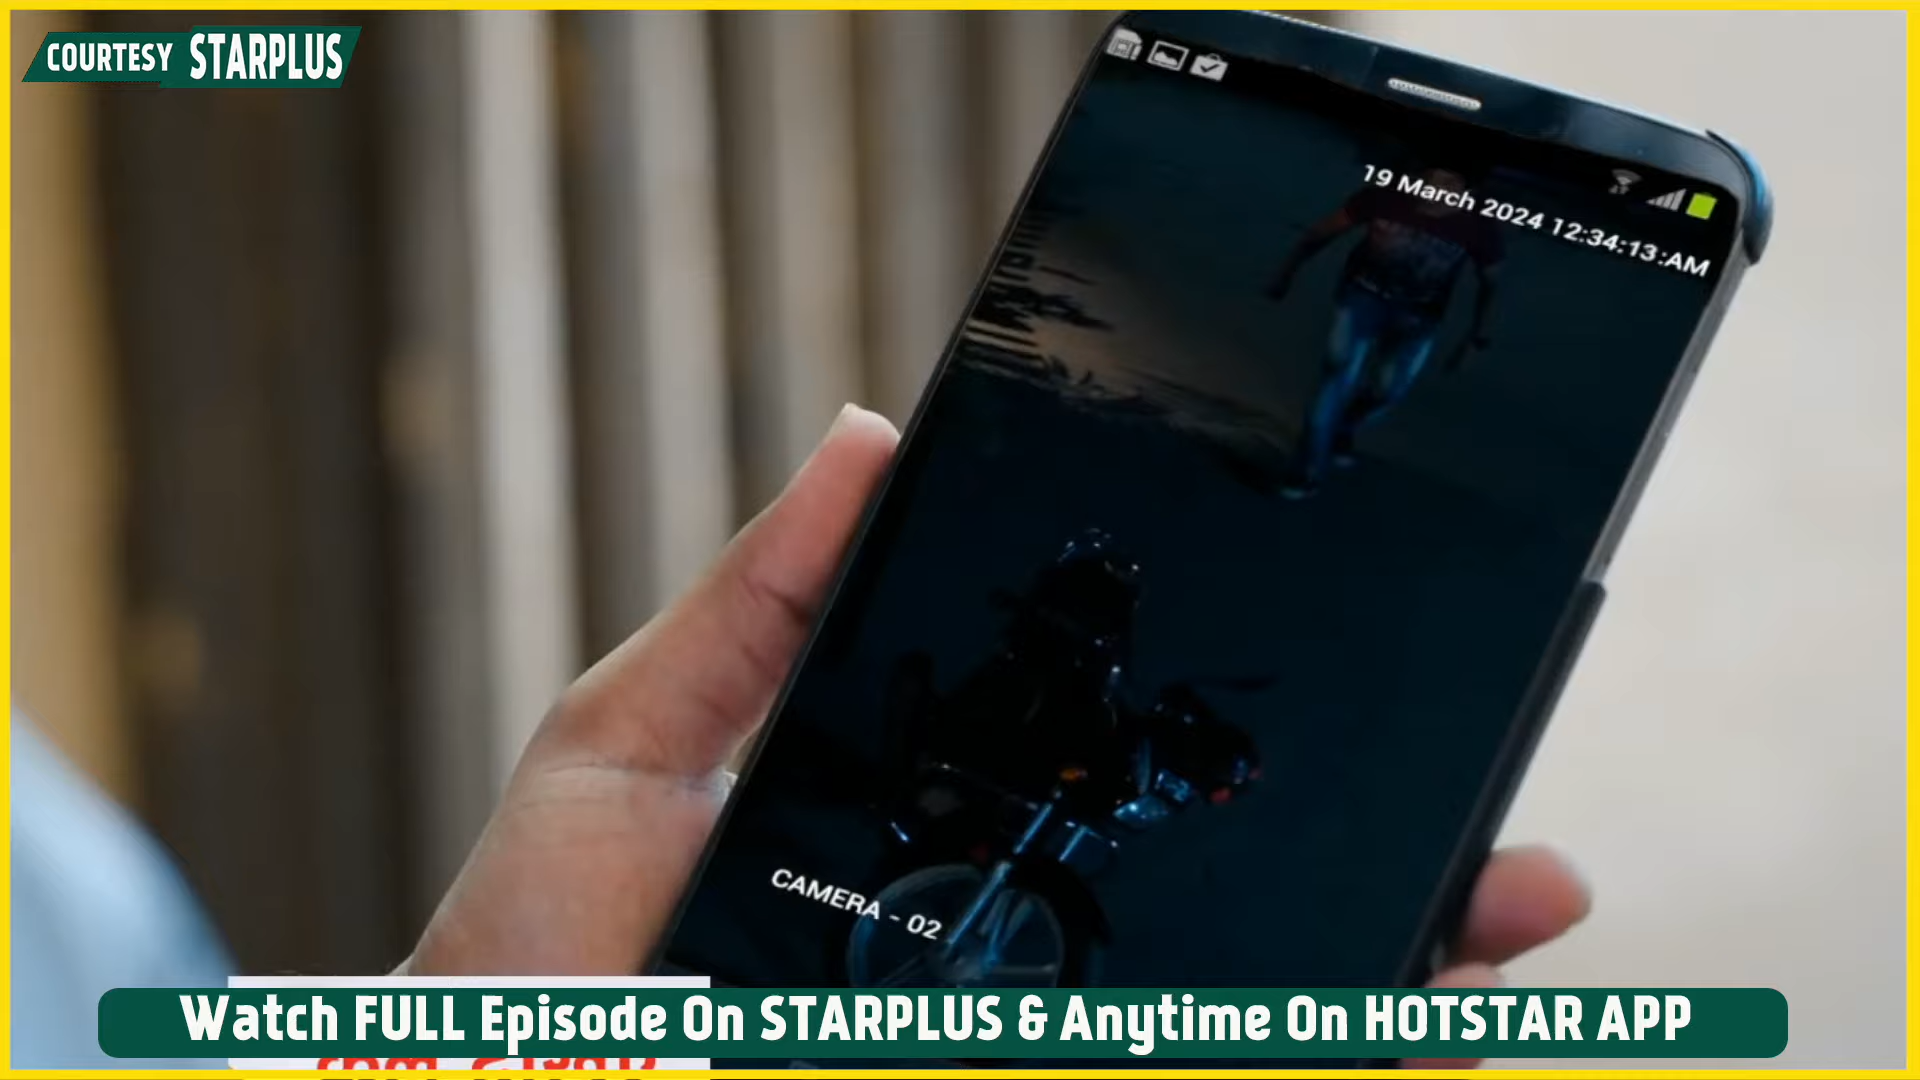 COURTESY STARPLUS
19 March 2024 12:34:13:AM
CAMERA - 02
Watch FULL Episode On STARPLUS & Anytime On HOTSTAR APP